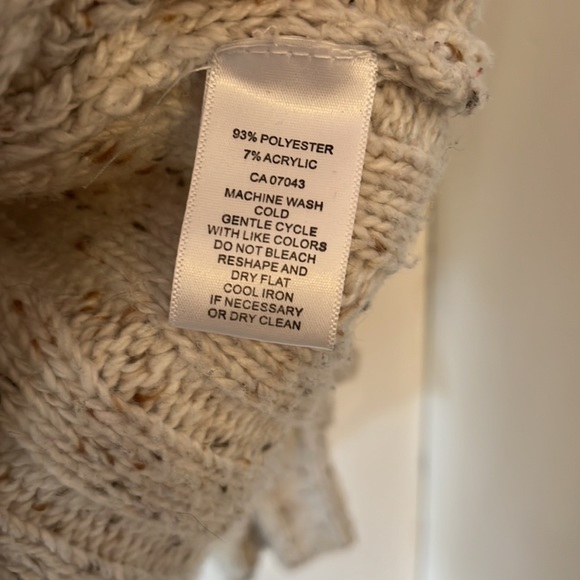 93% POLYESTER
7% ACRYLIC
CA 07043
MACHINE WASH
COLD
GENTLE CYCLE
WITH LIKE COLORS
DO NOT BLEACH
RESHAPE AND
DRY FLAT
COOL IRON
IF NECESSARY
OR DRY CLEAN